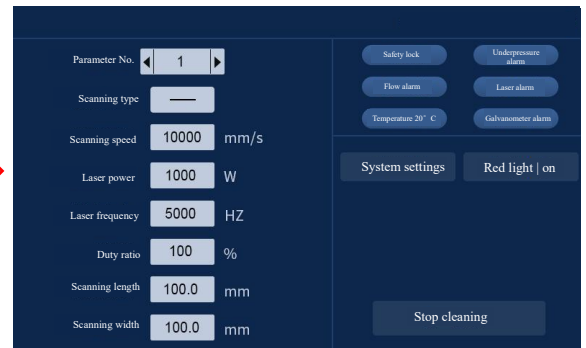 Parameter No. 1
Scanning type
Scanning speed 10000 mm/s
Laser power 1000 W
Laser frequency 5000 HZ
Duty ratio 100 %
Scanning length 100.0 mm
Scanning width 100.0 mm
Safety lock
Underpressure
alarm
Flow alarm
Laser alarm
Temperature 20° C
Galvanometer alarm
System settings
Red light | on
Stop cleaning